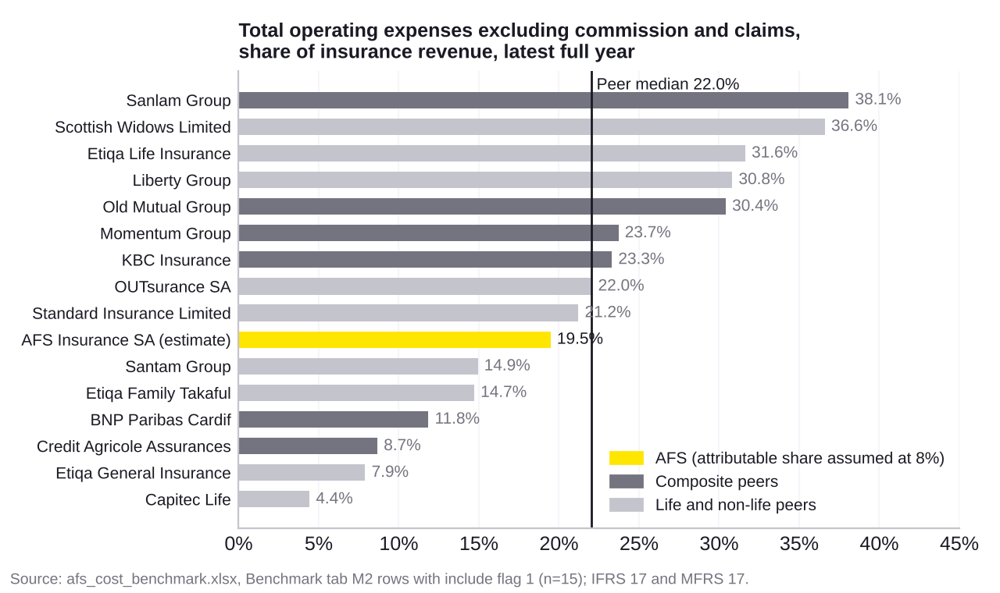 Total operating expenses excluding commission and claims,
share of insurance revenue, latest full year
Peer median 22.0%
Sanlam Group 38.1%
Scottish Widows Limited 36.6%
Etiqa Life Insurance 31.6%
Liberty Group 30.8%
Old Mutual Group 30.4%
Momentum Group 23.7%
KBC Insurance 23.3%
OUTsurance SA 22.0%
Standard Insurance Limited 21.2%
AFS Insurance SA (estimate) 19.5%
Santam Group 14.9%
Etiqa Family Takaful 14.7%
BNP Paribas Cardif 11.8%
Credit Agricole Assurances 8.7%
Etiqa General Insurance 7.9%
Capitec Life 4.4%
AFS (attributable share assumed at 8%)
Composite peers
Life and non-life peers
0% 5% 10% 15% 20% 25% 30% 35% 40% 45%
Source: afs_cost_benchmark.xlsx, Benchmark tab M2 rows with include flag 1 (n=15); IFRS 17 and MFRS 17.